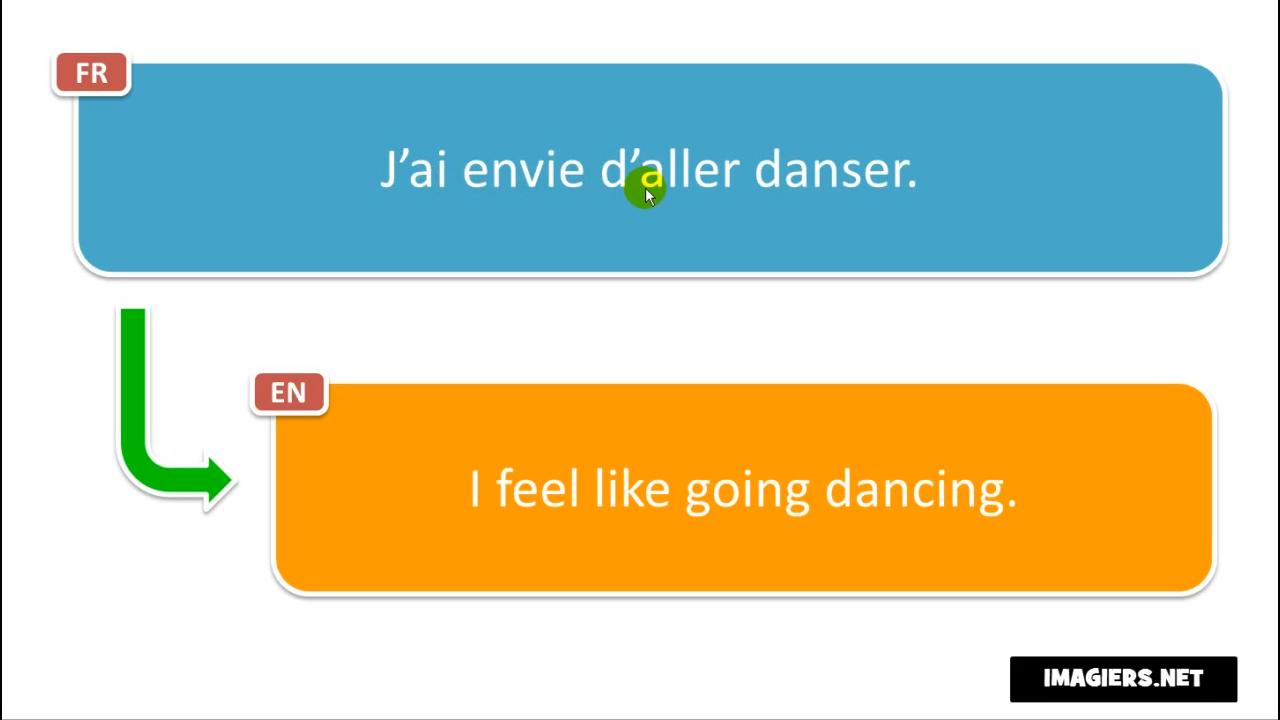 FR
J’ai envie d’aller danser.
EN
I feel like going dancing.
IMAGIERS.NET